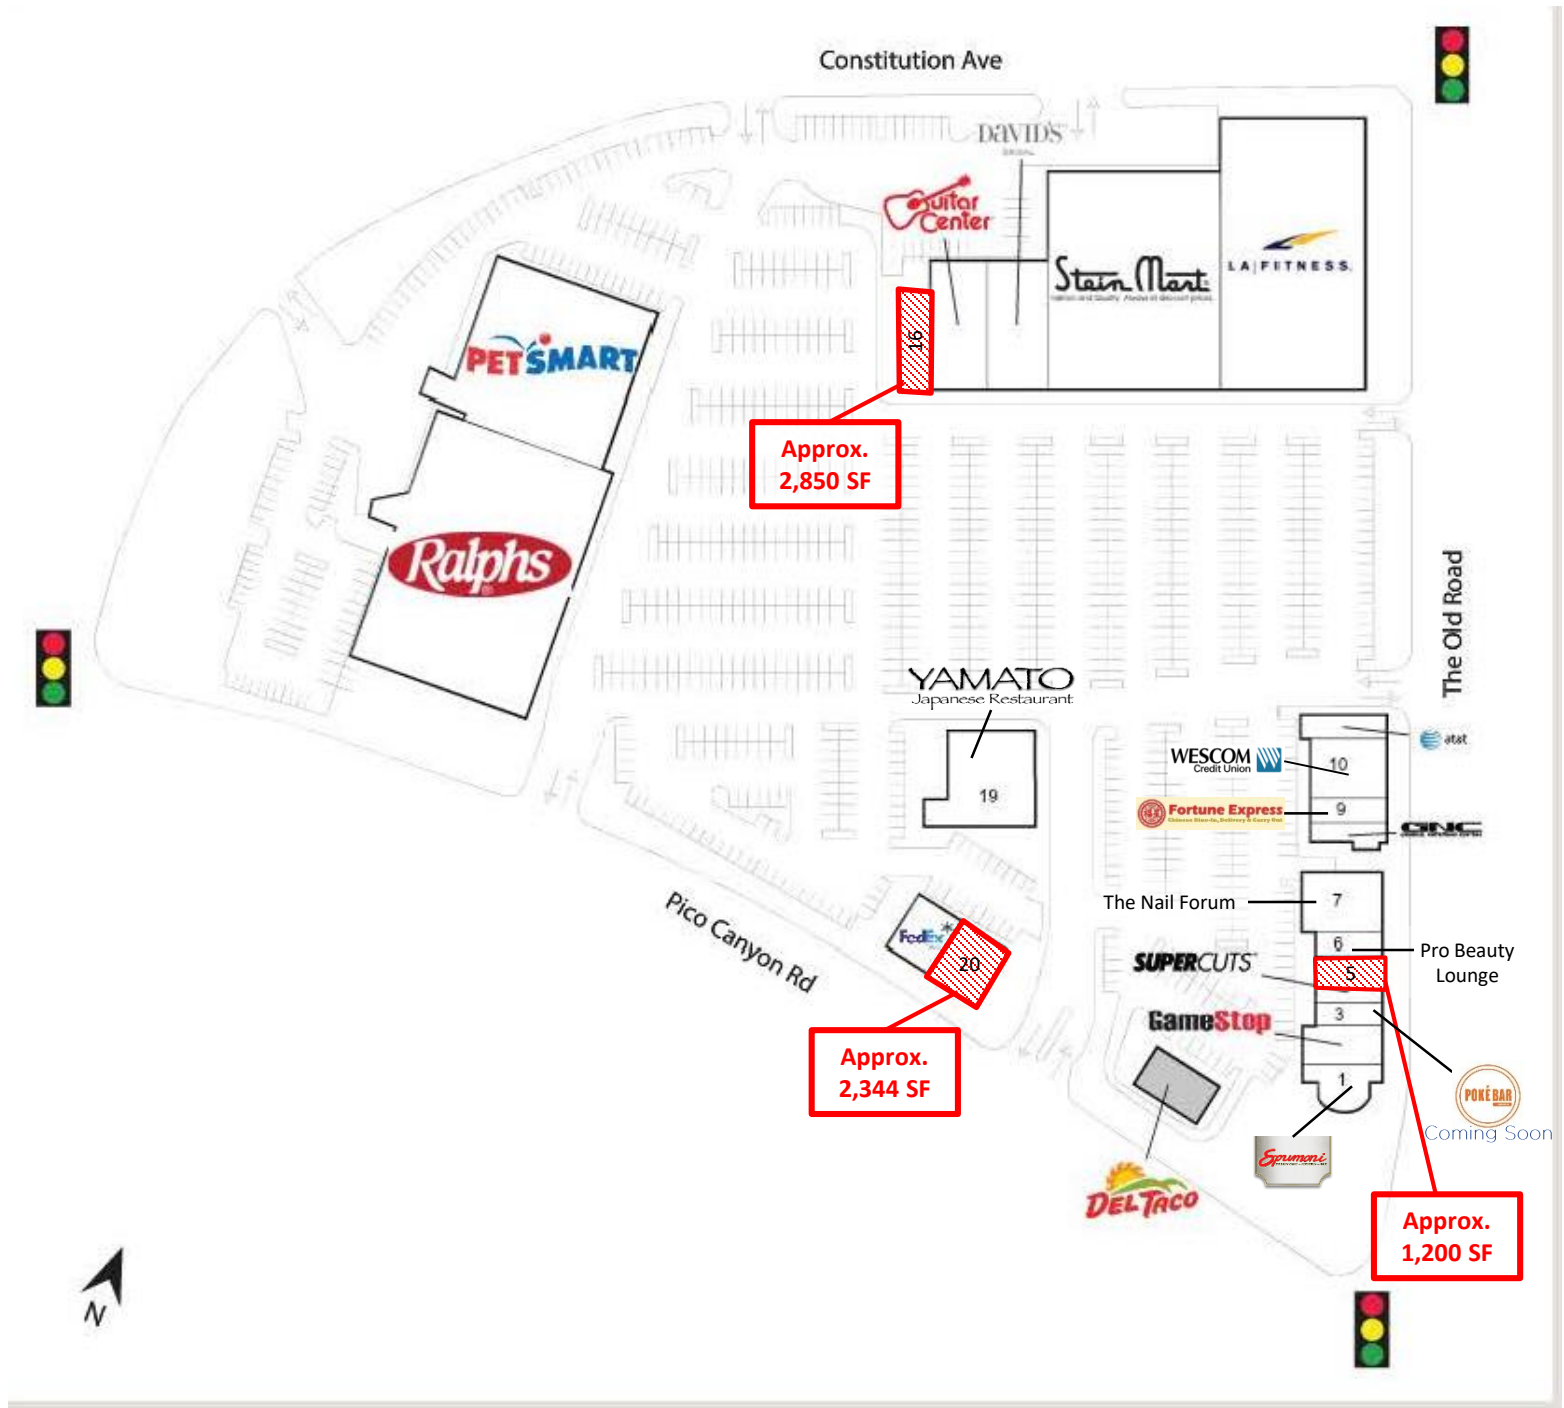 Constitution Ave
DAVID'S
BRIDAL
Guitar
Center
Stein Mart
LA FITNESS
PETSMART
16
Approx.
2,850 SF
Ralphs
The Old Road
YAMATO
Japanese Restaurant
at&t
WESCOM
Credit Union
10
19
Fortune Express
9
GNC
The Nail Forum
7
Pico Canyon Rd
FedEx
20
6
Pro Beauty
Lounge
SUPERCUTS
5
GameStop
3
Approx.
2,344 SF
1
POKÉ BAR
Coming Soon
Spumoni
DEL TACO
Approx.
1,200 SF
N